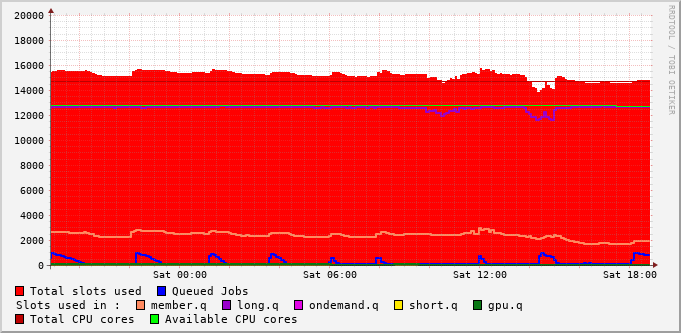 20000
18000
16000
14000
12000
10000
8000
6000
4000
2000
0
Sat 00:00 Sat 06:00 Sat 12:00 Sat 18:00
RRDTOOL / TOBI OETIKER
Total slots used Queued Jobs
Slots used in : member.q long.q ondemand.q short.q gpu.q
Total CPU cores Available CPU cores